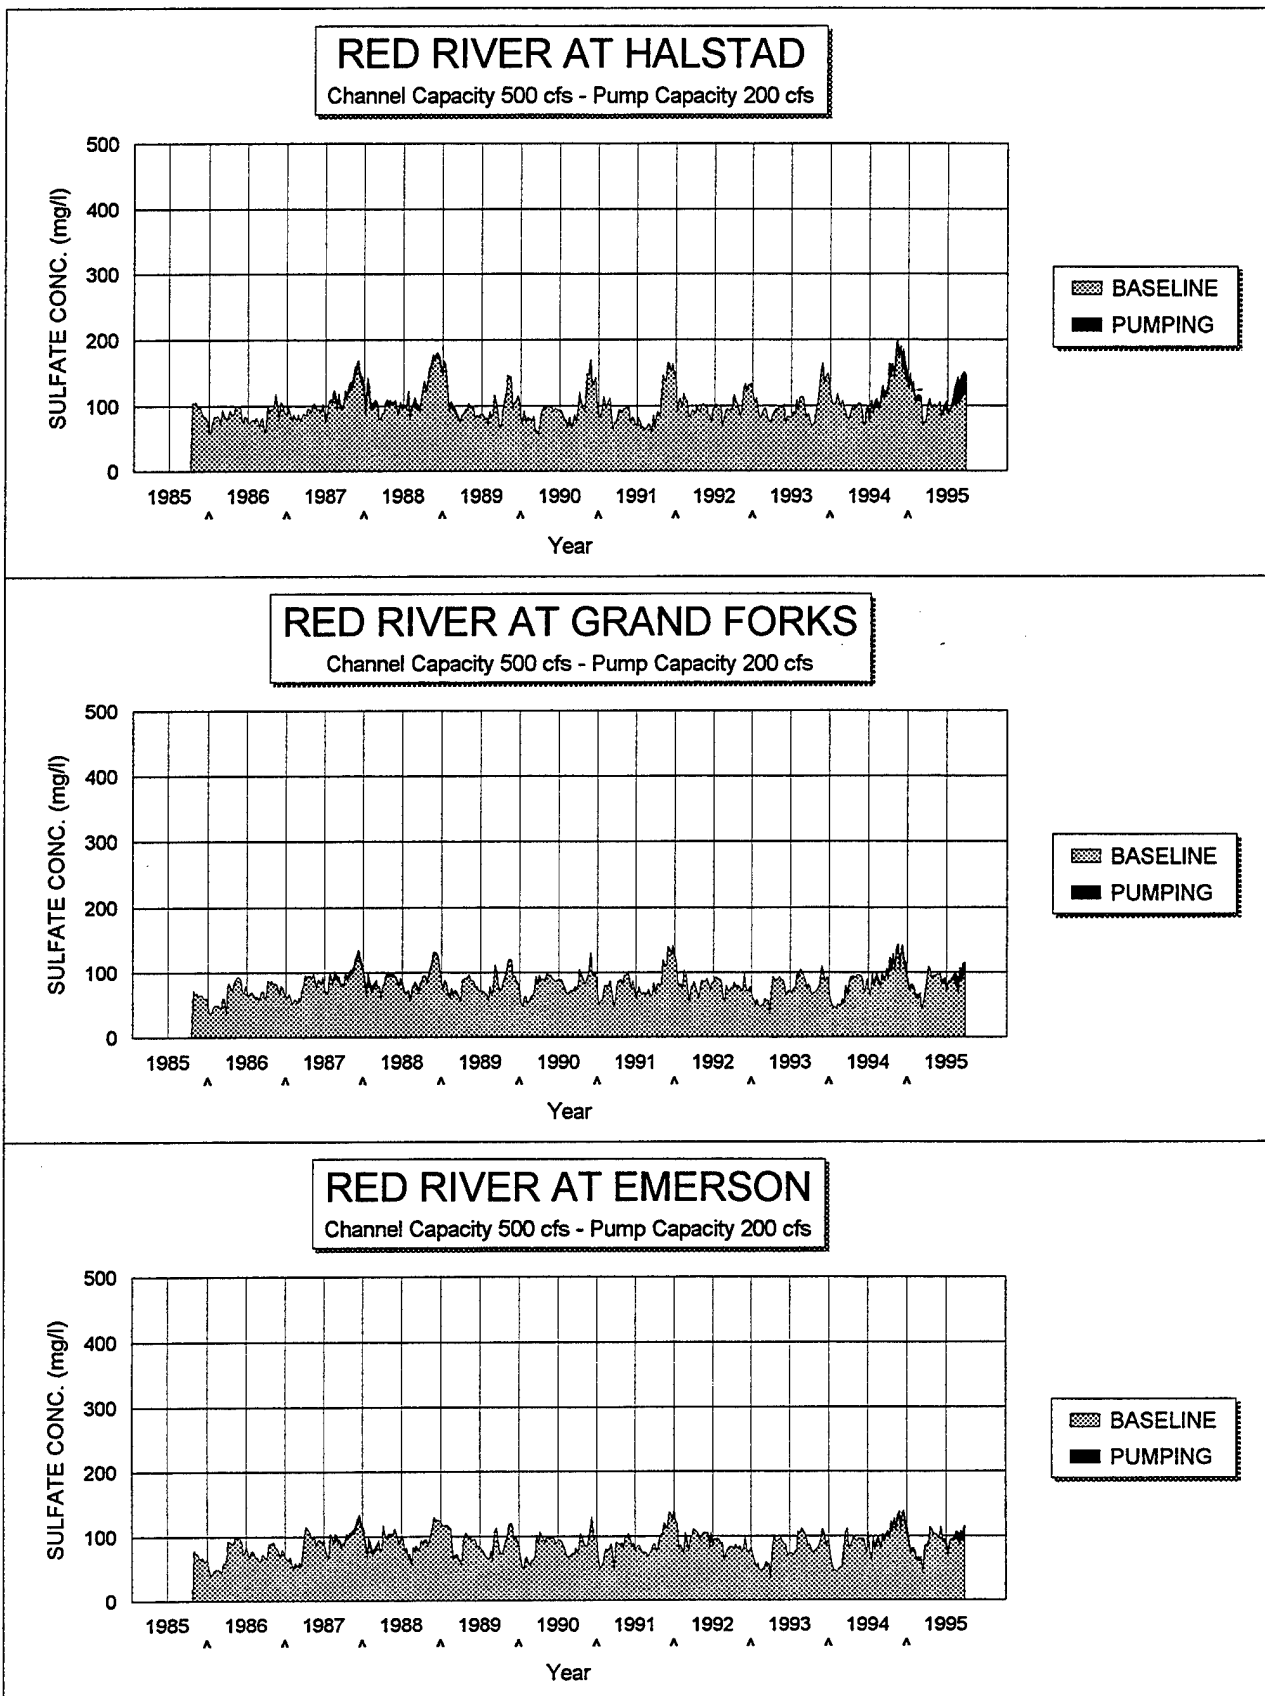 RED RIVER AT HALSTAD
Channel Capacity 500 cfs - Pump Capacity 200 cfs
500
400
300
200
100
0
SULFATE CONC. (mg/l)
BASELINE
PUMPING
1985 1986 1987 1988 1989 1990 1991 1992 1993 1994 1995
^ ^ ^ ^ ^ ^ ^ ^ ^ ^
Year
RED RIVER AT GRAND FORKS
Channel Capacity 500 cfs - Pump Capacity 200 cfs
500
400
300
200
100
0
SULFATE CONC. (mg/l)
BASELINE
PUMPING
1985 1986 1987 1988 1989 1990 1991 1992 1993 1994 1995
^ ^ ^ ^ ^ ^ ^ ^ ^ ^
Year
RED RIVER AT EMERSON
Channel Capacity 500 cfs - Pump Capacity 200 cfs
500
400
300
200
100
0
SULFATE CONC. (mg/l)
BASELINE
PUMPING
1985 1986 1987 1988 1989 1990 1991 1992 1993 1994 1995
^ ^ ^ ^ ^ ^ ^ ^ ^ ^
Year